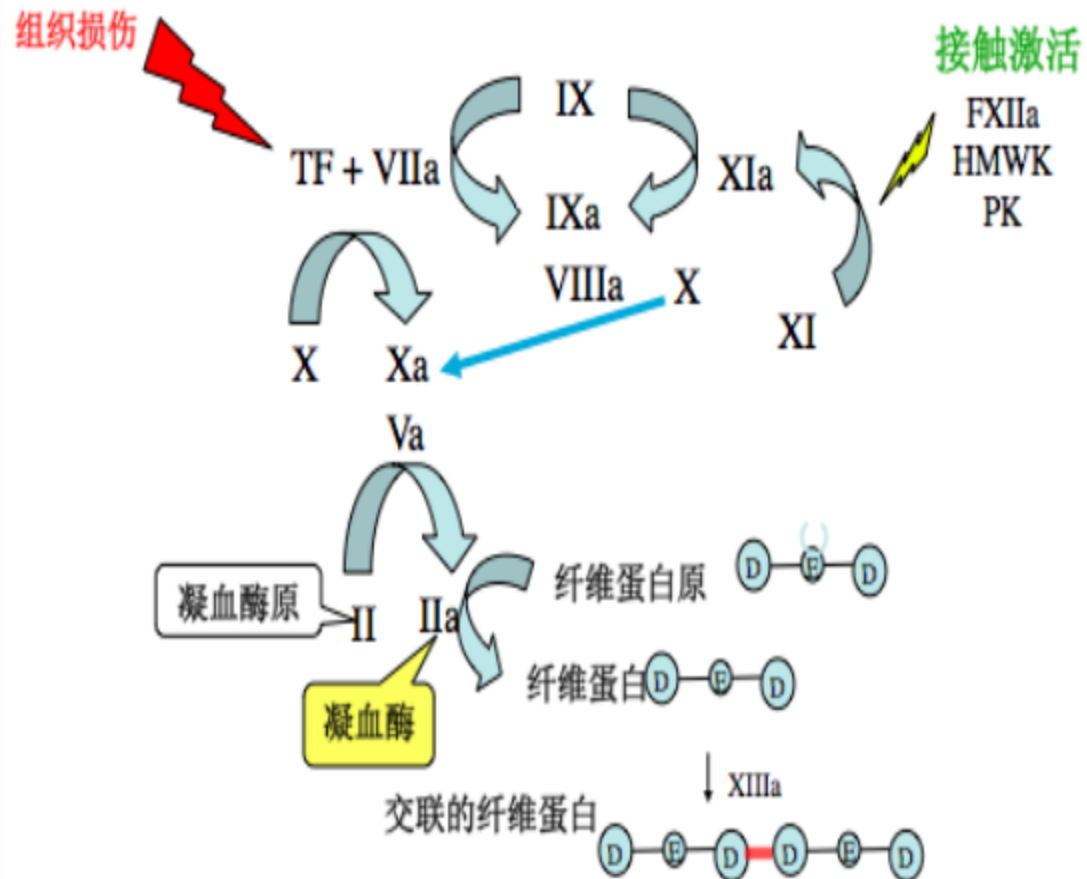 组织损伤
接触激活
FXIIa
HMWK
PK
IX
TF + VIIa
XIa
IXa
VIIIa
X
XI
X
Xa
Va
凝血酶原
II
IIa
纤维蛋白原
D
E
D
凝血酶
纤维蛋白
D
E
D
XIIIa
交联的纤维蛋白
D
E
D
D
E
D